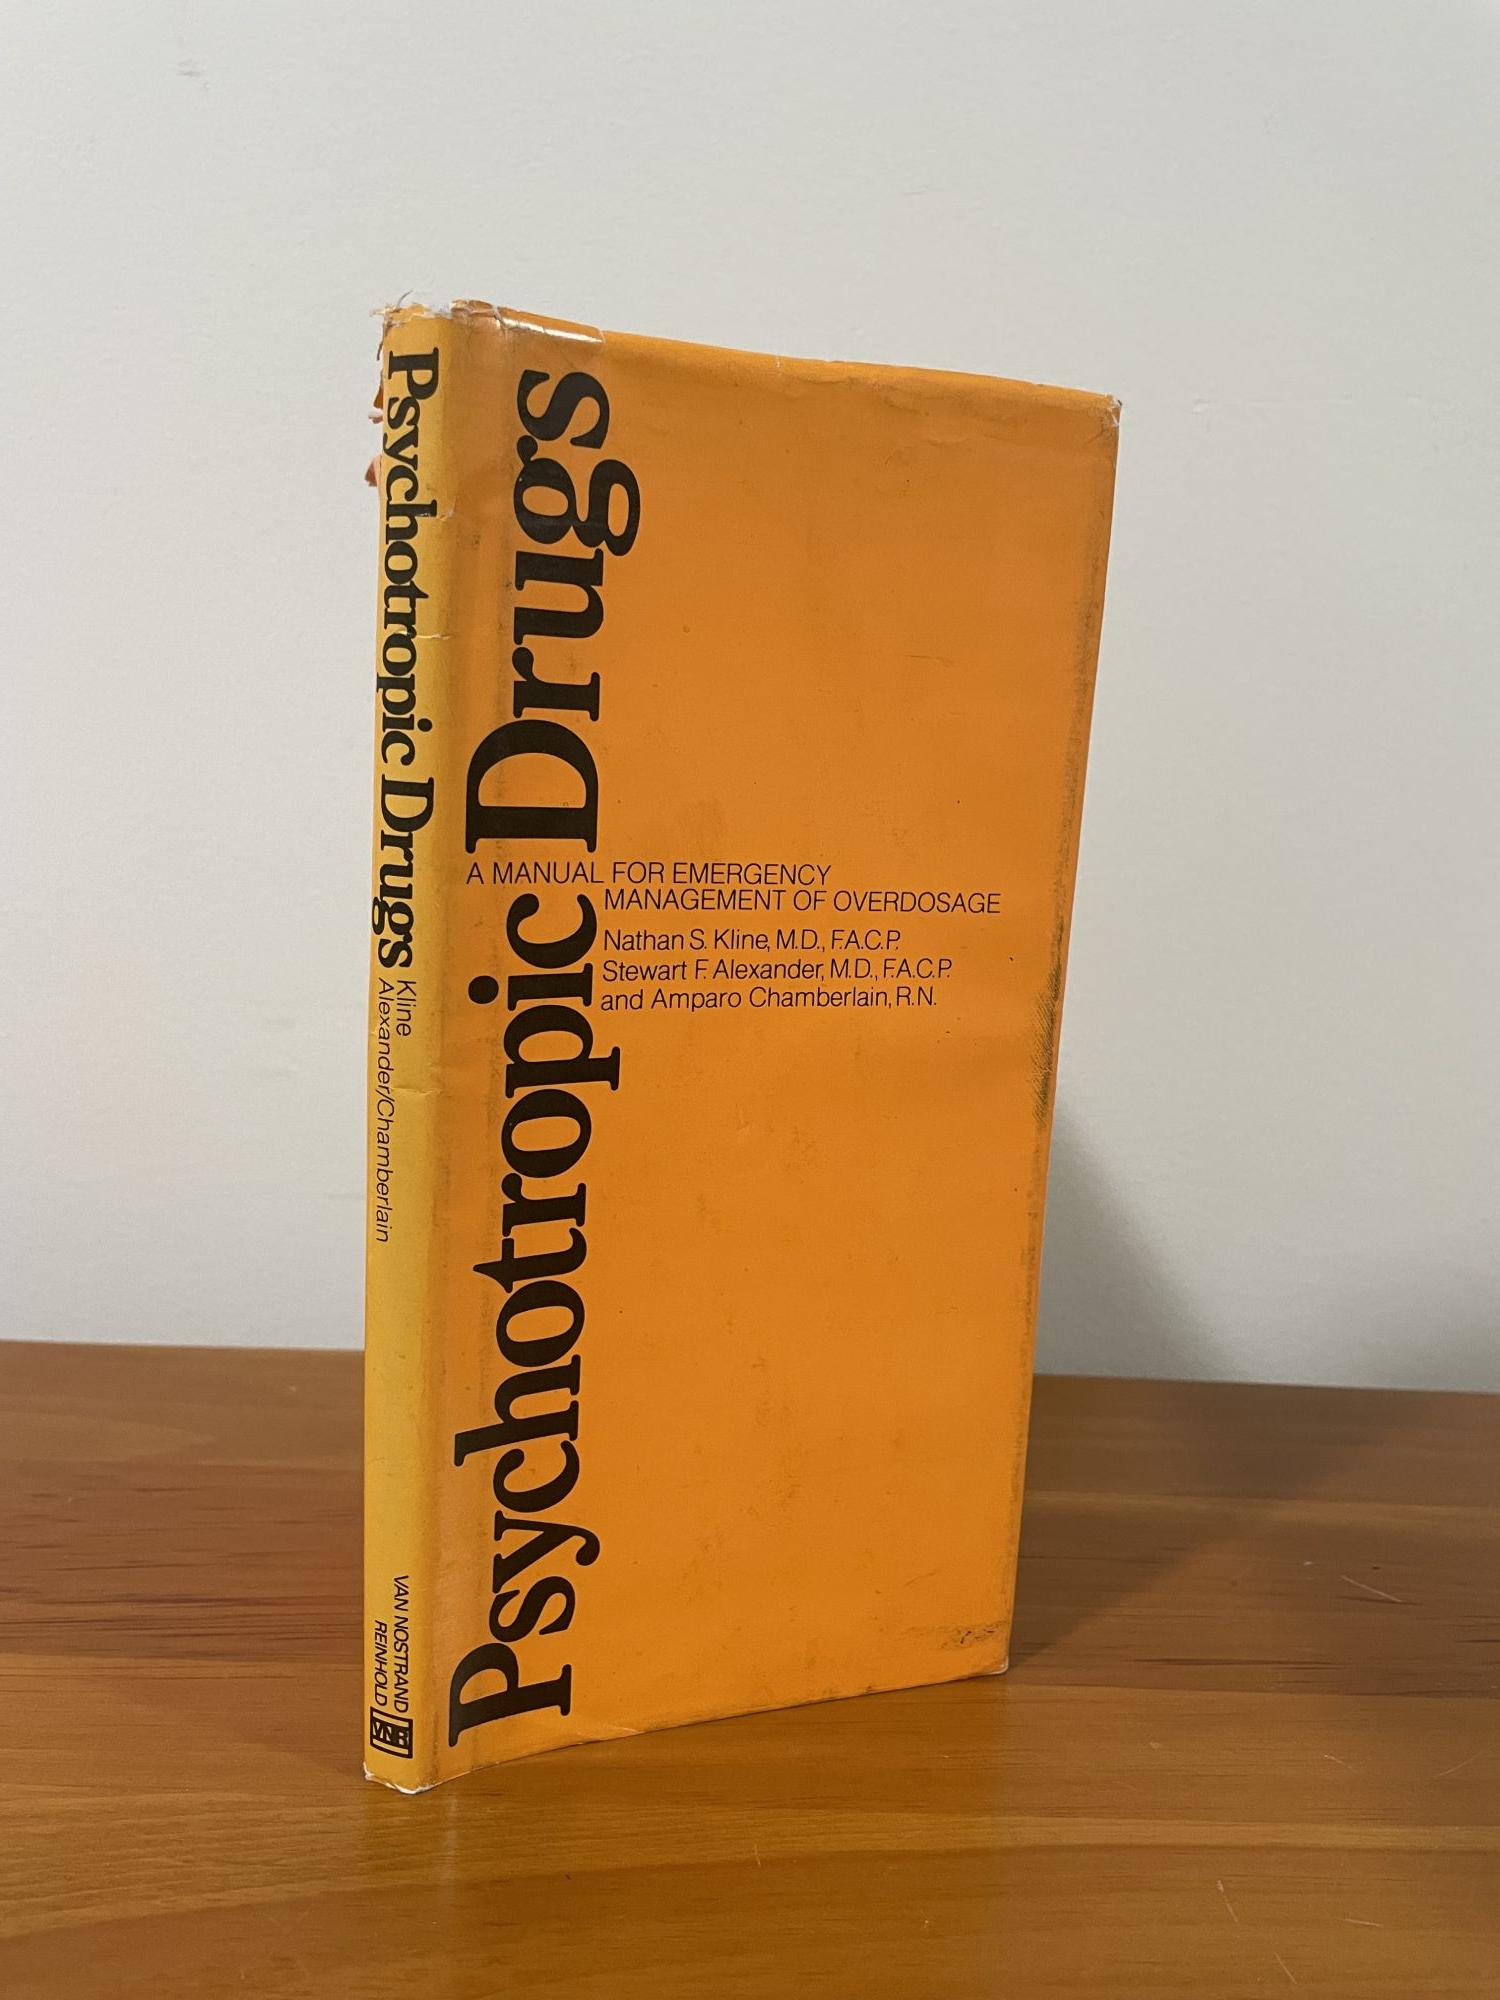 Psychotropic Drugs
Kline
Alexander/Chamberlain
VAN NOSTRAND
REINHOLD
VNR
Psychotropic Drugs
A MANUAL FOR EMERGENCY
MANAGEMENT OF OVERDOSAGE
Nathan S. Kline, M.D., F.A.C.P.
Stewart F. Alexander, M.D., F.A.C.P.
and Amparo Chamberlain, R.N.